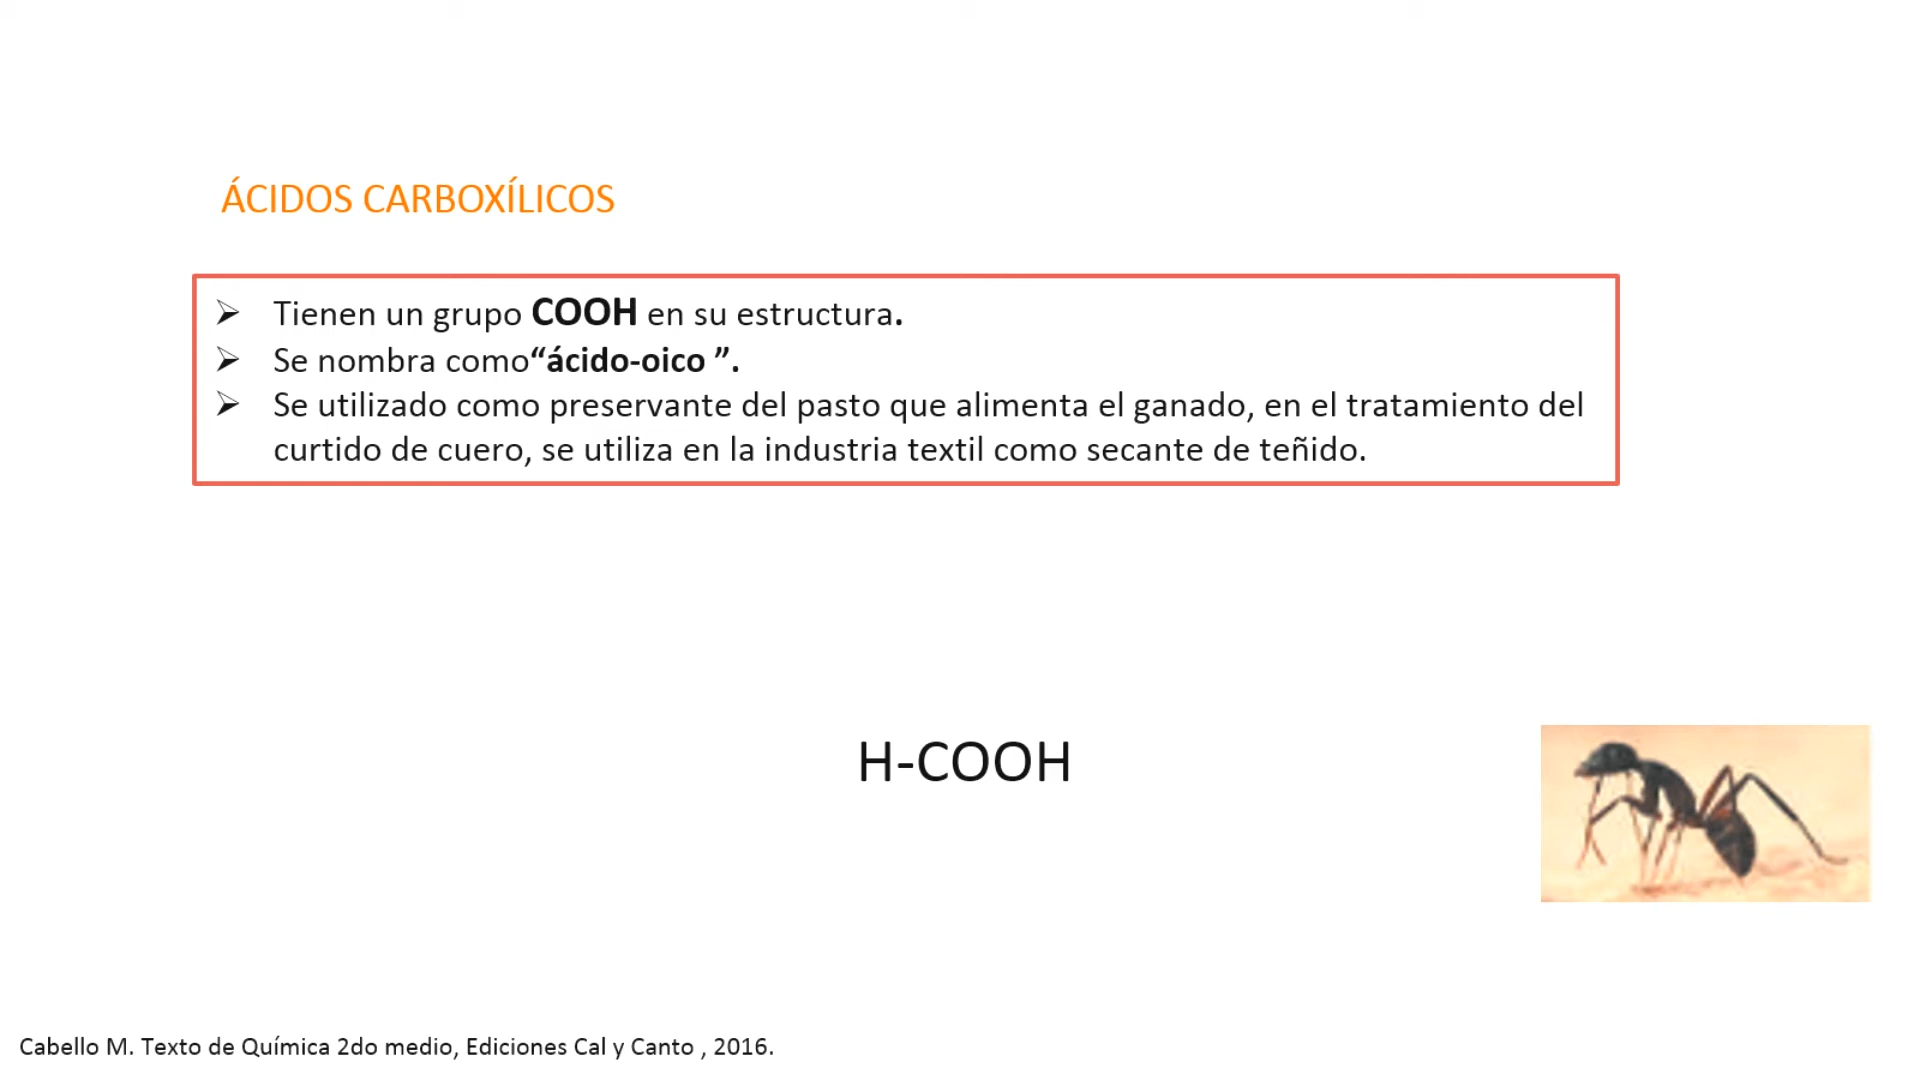 ÁCIDOS CARBOXÍLICOS
➢ Tienen un grupo COOH en su estructura.
➢ Se nombra como“ácido-oico ”.
➢ Se utilizado como preservante del pasto que alimenta el ganado, en el tratamiento del
curtido de cuero, se utiliza en la industria textil como secante de teñido.
H-COOH
Cabello M. Texto de Química 2do medio, Ediciones Cal y Canto , 2016.